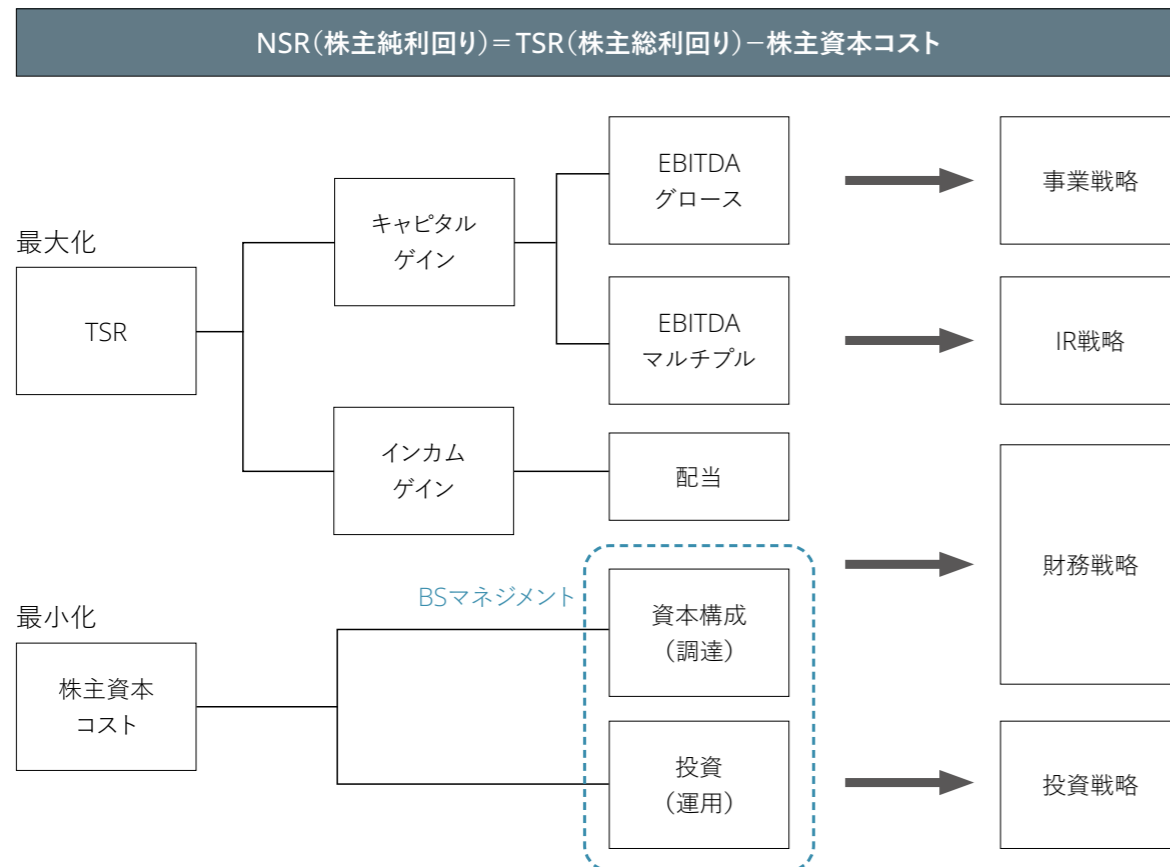 NSR（株主純利回り）＝TSR（株主総利回り）−株主資本コスト
最大化
TSR
キャピタル
ゲイン
インカム
ゲイン
EBITDA
グロース
EBITDA
マルチプル
配当
事業戦略
IR戦略
財務戦略
最小化
株主資本
コスト
BSマネジメント
資本構成
（調達）
投資
（運用）
投資戦略